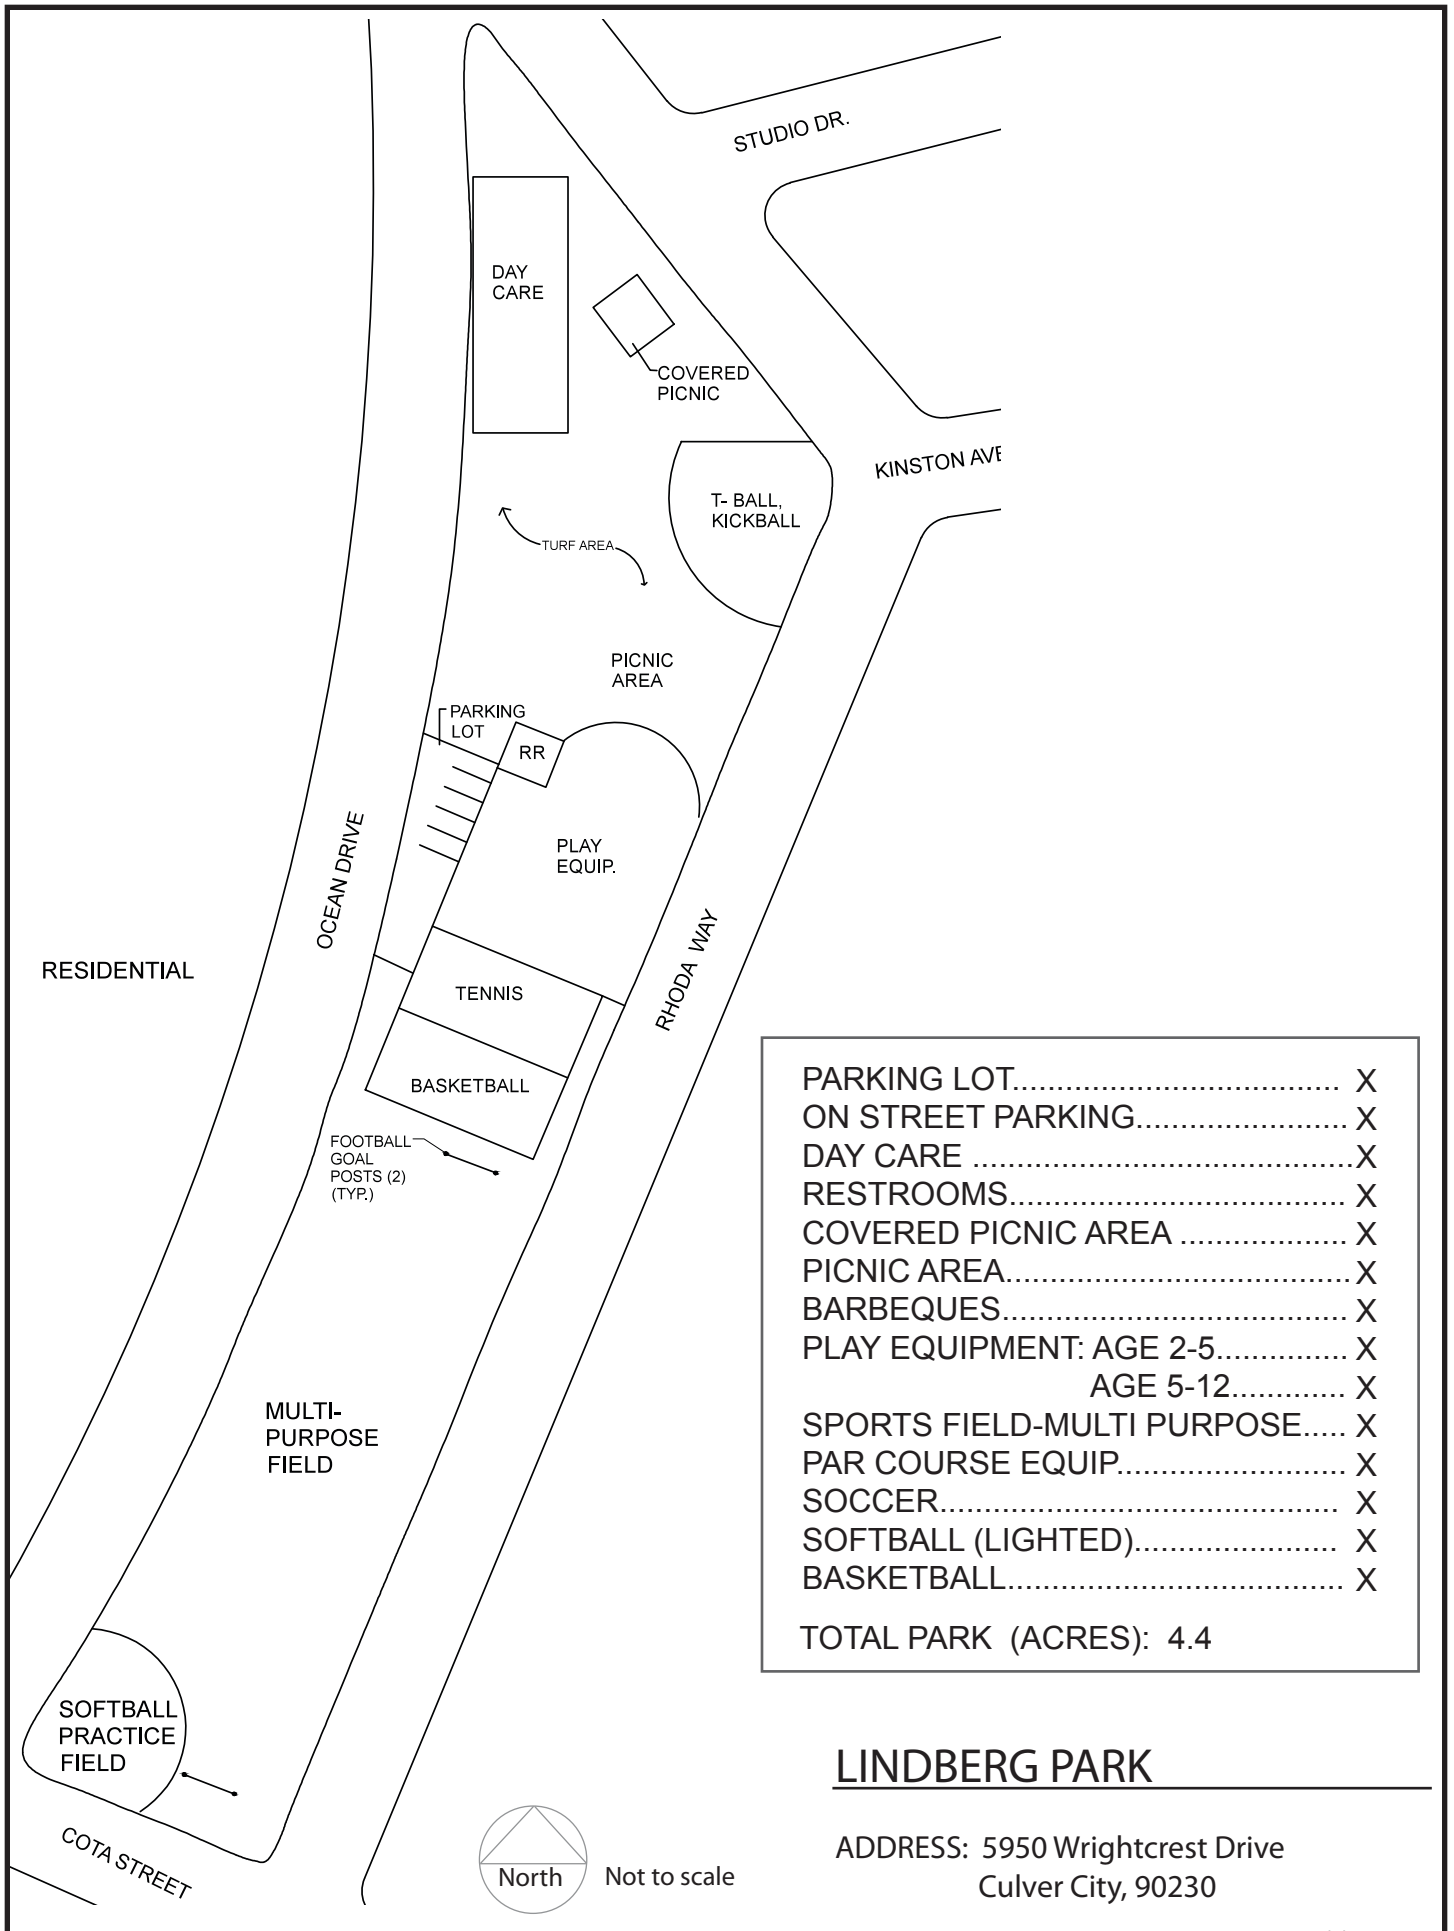 STUDIO DR.
DAY
CARE
COVERED
PICNIC
KINSTON AVE
T- BALL,
KICKBALL
TURF AREA
PICNIC
AREA
PARKING
LOT
RR
PLAY
EQUIP.
OCEAN DRIVE
RHODA WAY
RESIDENTIAL
TENNIS
BASKETBALL
FOOTBALL
GOAL
POSTS (2)
(TYP.)
MULTI-
PURPOSE
FIELD
SOFTBALL
PRACTICE
FIELD
COTA STREET
North
Not to scale
PARKING LOT..................................... X
ON STREET PARKING........................ X
DAY CARE ...........................................X
RESTROOMS...................................... X
COVERED PICNIC AREA ................... X
PICNIC AREA....................................... X
BARBEQUES....................................... X
PLAY EQUIPMENT: AGE 2-5............... X
AGE 5-12............. X
SPORTS FIELD-MULTI PURPOSE..... X
PAR COURSE EQUIP.......................... X
SOCCER............................................. X
SOFTBALL (LIGHTED)....................... X
BASKETBALL...................................... X
TOTAL PARK (ACRES): 4.4
LINDBERG PARK
ADDRESS: 5950 Wrightcrest Drive
Culver City, 90230